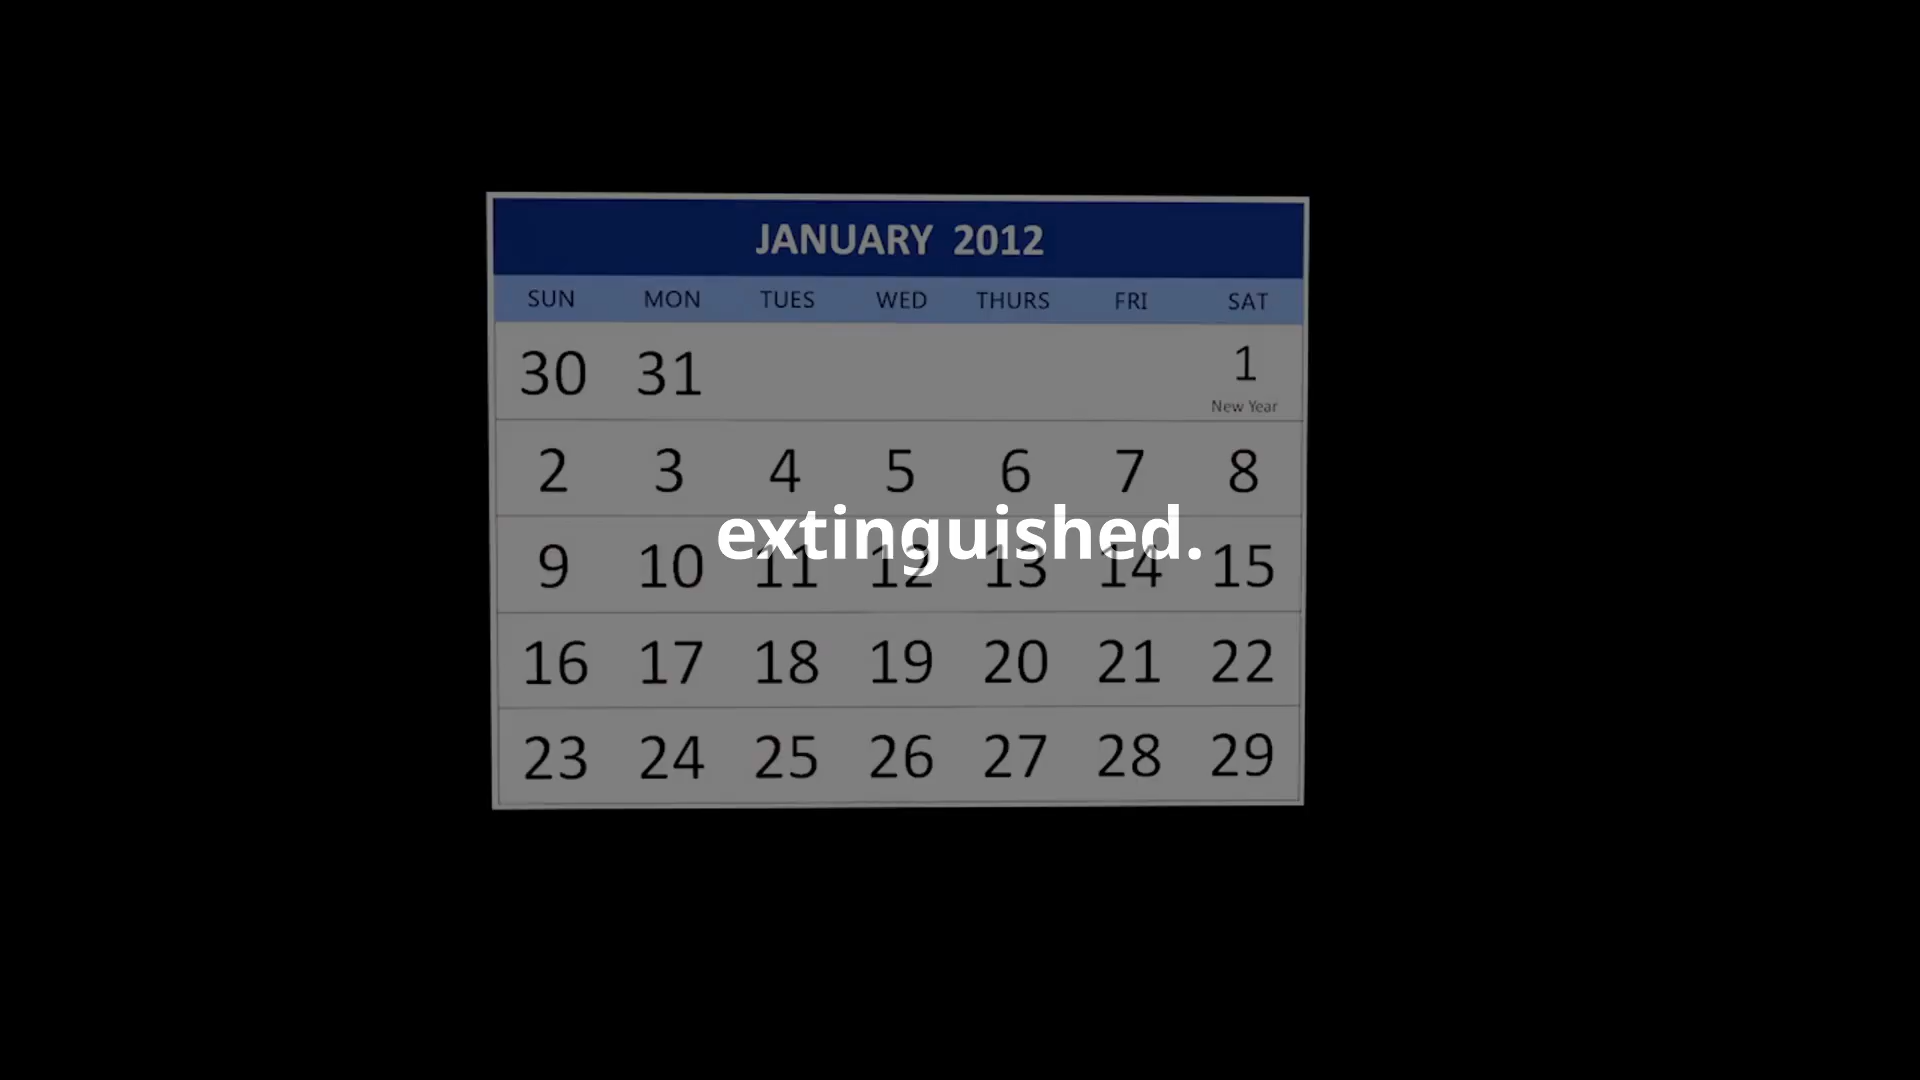 JANUARY 2012
SUN MON TUES WED THURS FRI SAT
30 31 1
New Year
2 3 4 5 6 7 8
extinguished.
9 10 11 12 13 14 15
16 17 18 19 20 21 22
23 24 25 26 27 28 29